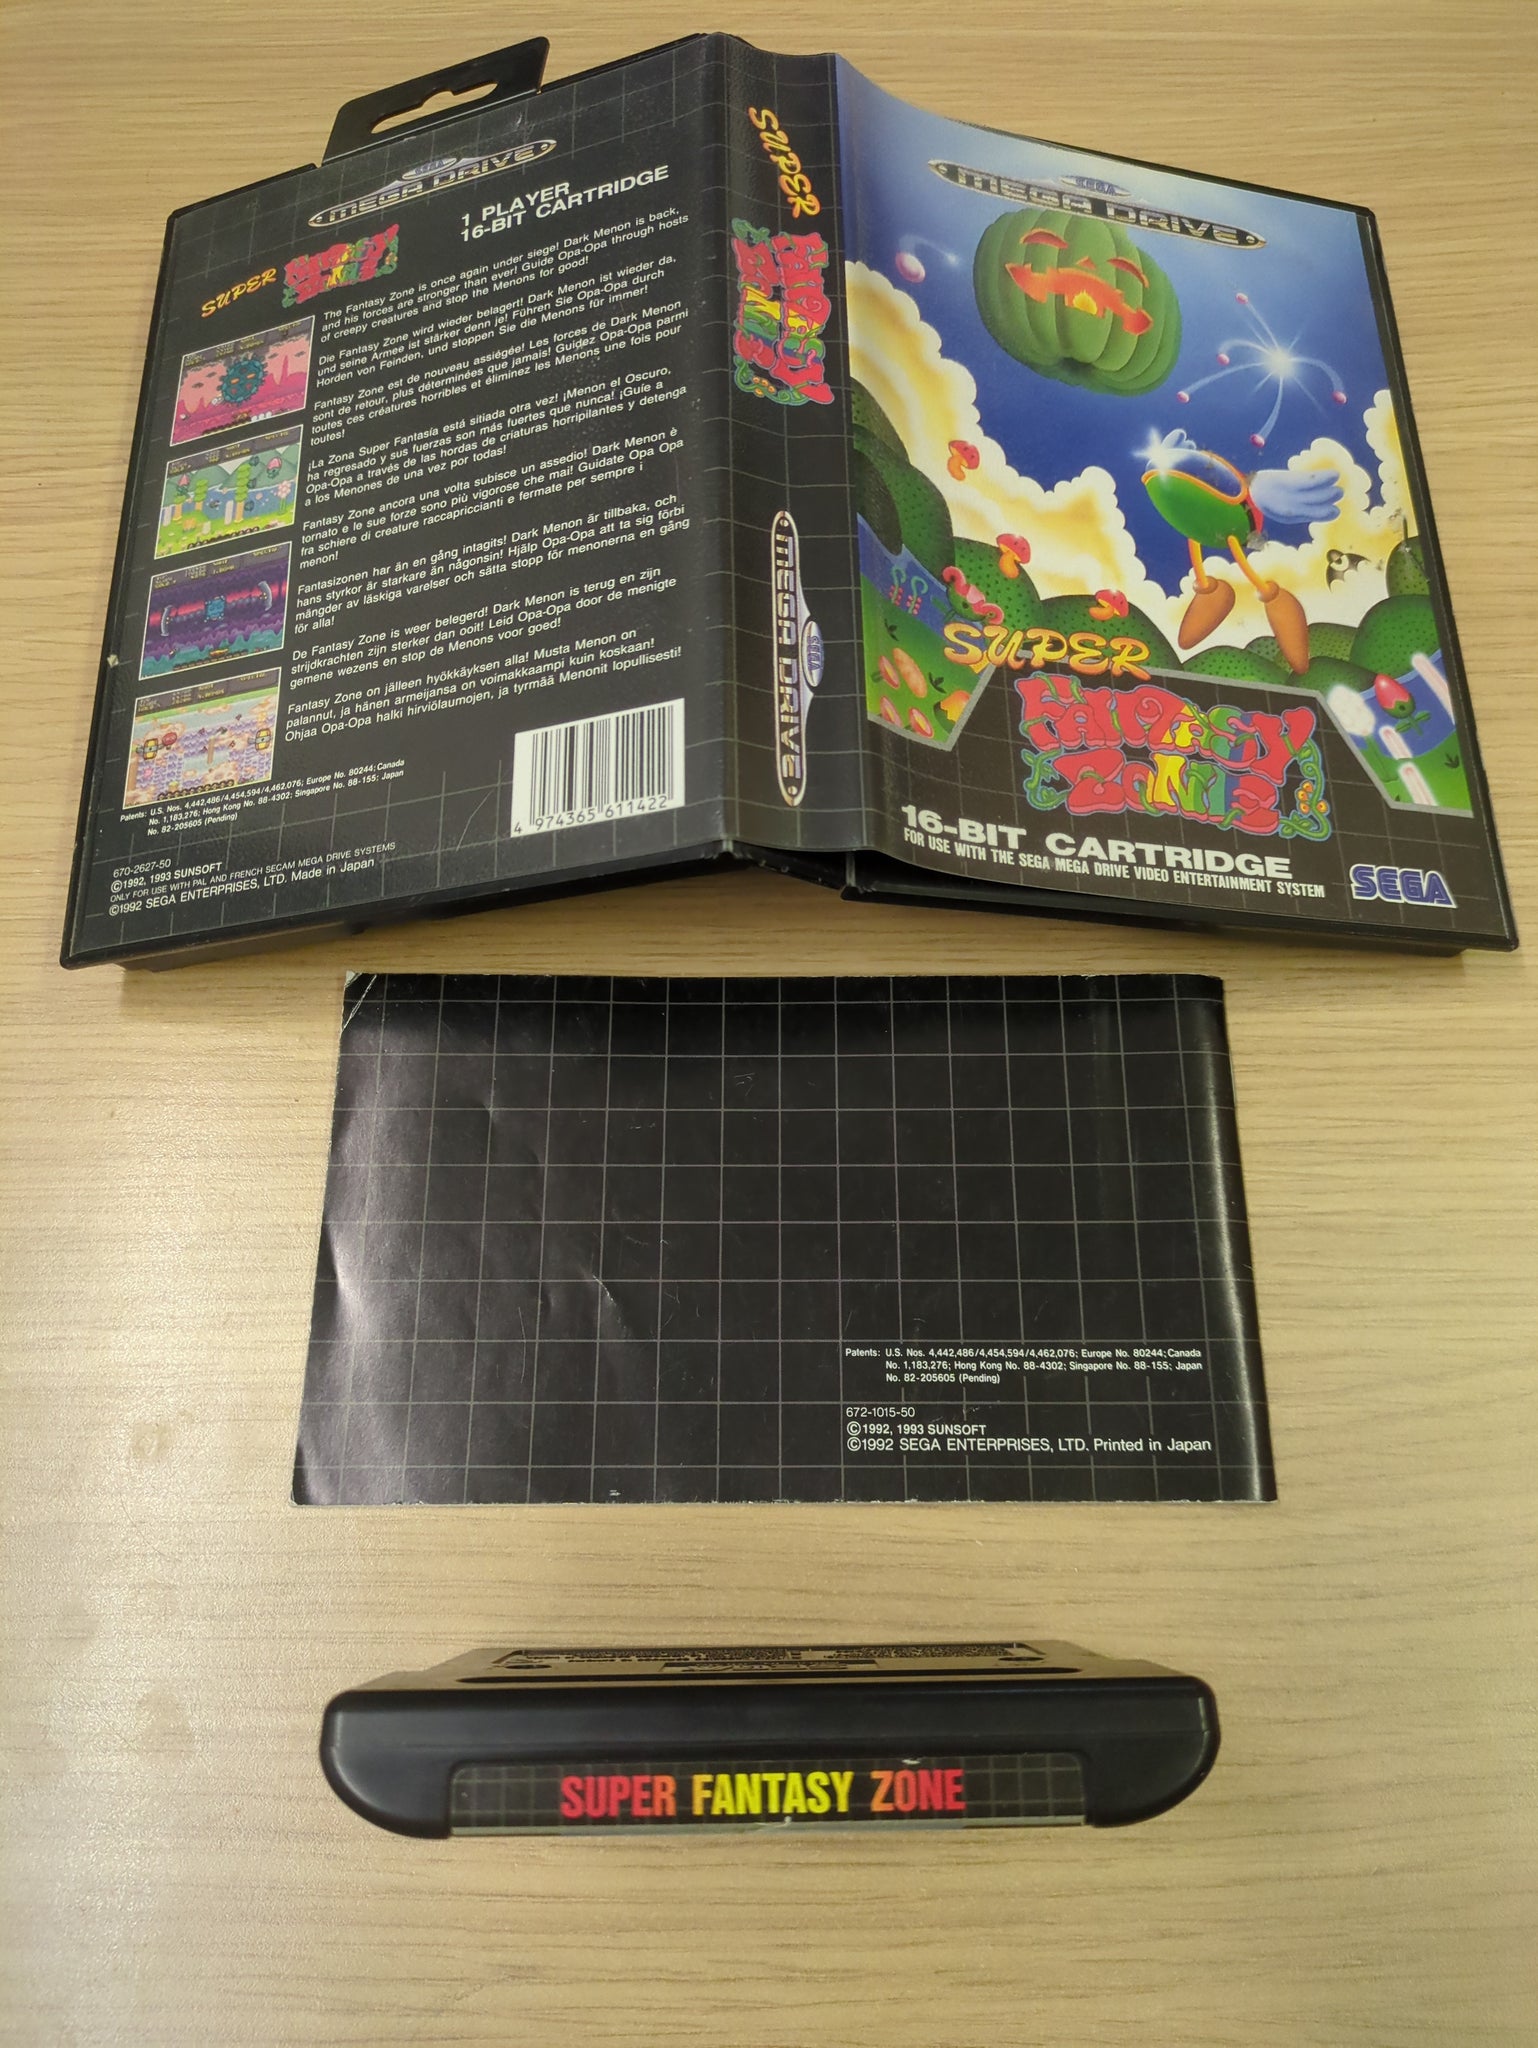 SEGA
MEGA DRIVE
1 PLAYER
16-BIT CARTRIDGE
SUPER
FANTASY
ZONE
The Fantasy Zone is once again under siege! Dark Menon is back,
and his forces are stronger than ever! Guide Opa-Opa through hosts
of creepy creatures and stop the Menons for good!
Die Fantasy Zone wird wieder belagert! Dark Menon ist wieder da,
und seine Armee ist stärker denn je! Führen Sie Opa-Opa durch
Horden von Feinden, und stoppen Sie die Menons für immer!
Fantasy Zone est de nouveau assiégée! Les forces de Dark Menon
sont de retour, plus déterminées que jamais! Guidez Opa-Opa parmi
toutes ces créatures horribles et éliminez les Menons une fois pour
toutes!
¡La Zona Super Fantasía está sitiada otra vez! ¡Menon el Oscuro,
ha regresado y sus fuerzas son más fuertes que nunca! ¡Guíe a
Opa-Opa a través de las hordas de criaturas horripilantes y detenga
a los Menones de una vez por todas!
Fantasy Zone ancora una volta subisce un assedio! Dark Menon è
tornato e le sue forze sono più vigorose che mai! Guidate Opa Opa
fra schiere di creature raccapriccianti e fermate per sempre i
menon!
Fantasizonen har än en gång intagits! Dark Menon är tillbaka, och
hans styrkor är starkare än någonsin! Hjälp Opa-Opa att ta sig förbi
mängder av läskiga varelser och sätta stopp för menonerna en gång
för alla!
De Fantasy Zone is weer belegerd! Dark Menon is terug en zijn
strijdkrachten zijn sterker dan ooit! Leid Opa-Opa door de menigte
gemene wezens en stop de Menons voor goed!
Fantasy Zone on jälleen hyökkäyksen alla! Musta Menon on
palannut, ja hänen armeijansa on voimakkaampi kuin koskaan!
Ohjaa Opa-Opa halki hirviölaumojen, ja tyrmää Menonit lopullisesti!
Patents: U.S. Nos. 4,442,486/4,454,594/4,462,076; Europe No. 80244; Canada
No. 1,183,276; Hong Kong No. 88-4302; Singapore No. 88-155; Japan
No. 82-205605 (Pending)
4 974365 611422
670-2627-50
©1992, 1993 SUNSOFT
ONLY FOR USE WITH PAL AND FRENCH SECAM MEGA DRIVE SYSTEMS
©1992 SEGA ENTERPRISES, LTD. Made in Japan
SUPER
FANTASY
ZONE
SEGA
MEGA DRIVE
SEGA
MEGA DRIVE
SUPER
FANTASY
ZONE
16-BIT CARTRIDGE
FOR USE WITH THE SEGA MEGA DRIVE VIDEO ENTERTAINMENT SYSTEM
SEGA
Patents: U.S. Nos. 4,442,486/4,454,594/4,462,076; Europe No. 80244; Canada
No. 1,183,276; Hong Kong No. 88-4302; Singapore No. 88-155; Japan
No. 82-205605 (Pending)
672-1015-50
©1992, 1993 SUNSOFT
©1992 SEGA ENTERPRISES, LTD. Printed in Japan
SUPER FANTASY ZONE